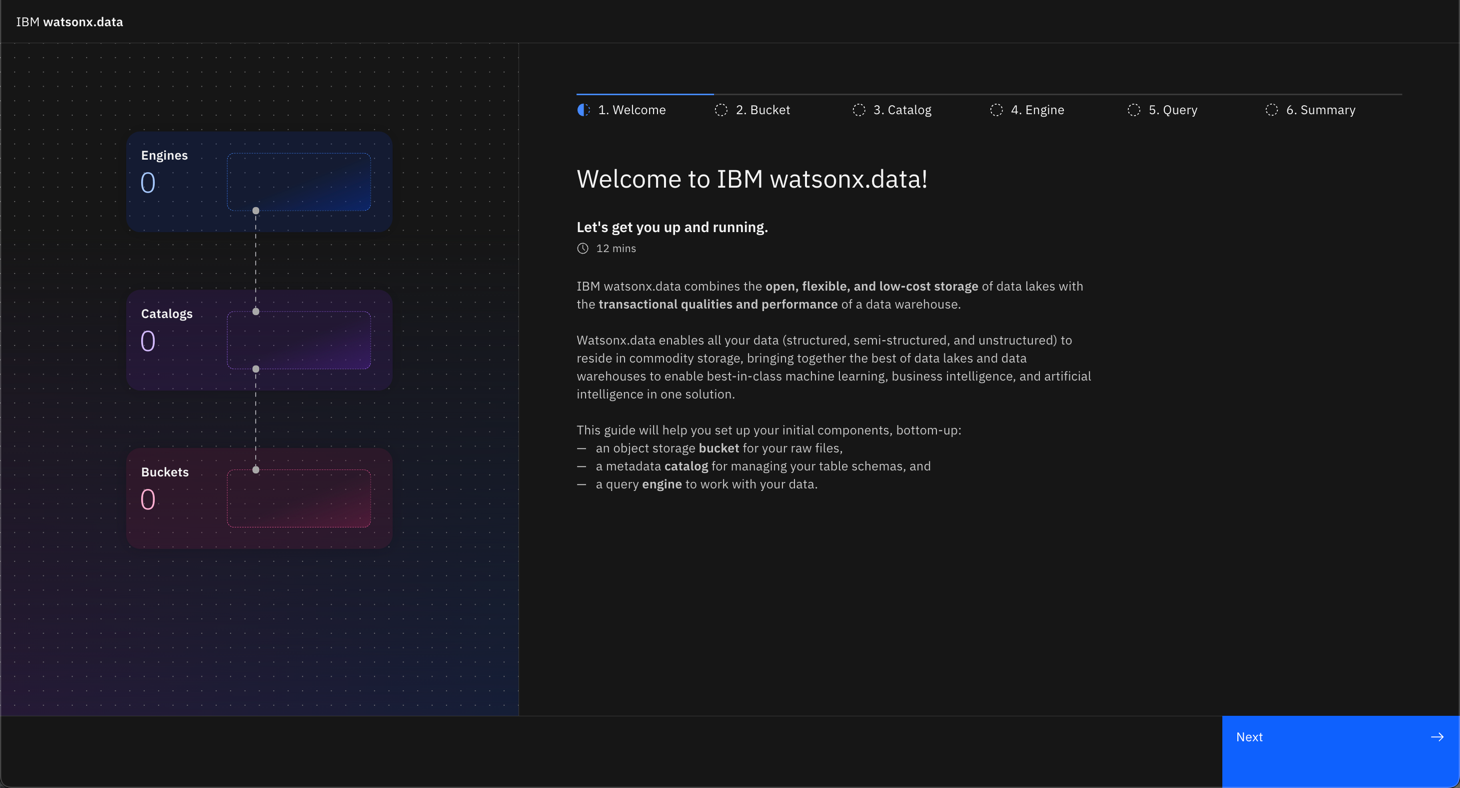 IBM watsonx.data
Engines
0
Catalogs
0
Buckets
0
1. Welcome
2. Bucket
3. Catalog
4. Engine
5. Query
6. Summary
Welcome to IBM watsonx.data!
Let's get you up and running.
12 mins
IBM watsonx.data combines the open, flexible, and low-cost storage of data lakes with
the transactional qualities and performance of a data warehouse.
Watsonx.data enables all your data (structured, semi-structured, and unstructured) to
reside in commodity storage, bringing together the best of data lakes and data
warehouses to enable best-in-class machine learning, business intelligence, and artificial
intelligence in one solution.
This guide will help you set up your initial components, bottom-up:
— an object storage bucket for your raw files,
— a metadata catalog for managing your table schemas, and
— a query engine to work with your data.
Next